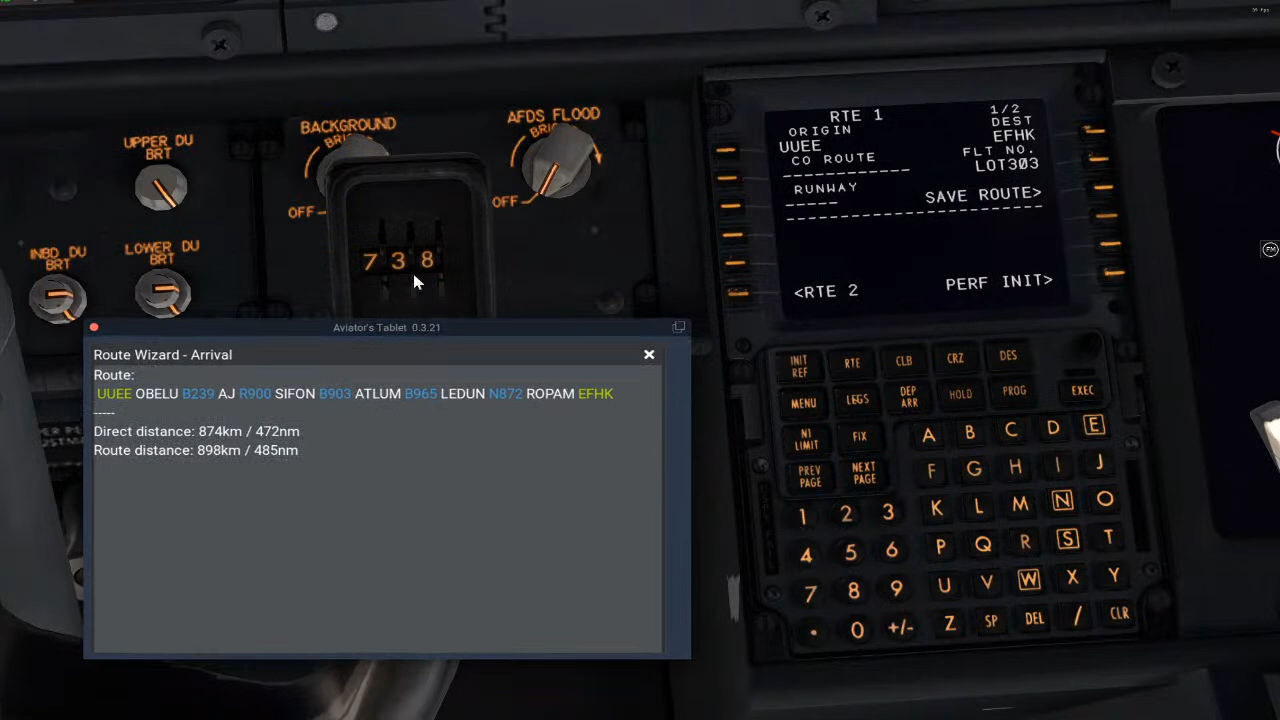 UPPER DU
BRT
BACKGROUND
BRIG
OFF
AFDS FLOOD
OFF
INBD DU
BRT
LOWER DU
BRT
738
Aviator's Tablet 0.3.21
Route Wizard - Arrival
Route:
UUEE OBELU B239 AJ R900 SIFON B903 ATLUM B965 LEDUN N872 ROPAM EFHK
-----
Direct distance: 874km / 472nm
Route distance: 898km / 485nm
RTE 1 1/2
ORIGIN DEST
UUEE EFHK
CO ROUTE FLT NO.
---------- LOT303
RUNWAY
----- SAVE ROUTE>
<RTE 2 PERF INIT>
INIT REF RTE CLB CRZ DES
MENU LEGS DEP ARR HOLD PROG EXEC
N1 LIMIT FIX
PREV PAGE NEXT PAGE
A B C D E
F G H I J
K L M N O
P Q R S T
U V W X Y
Z SP DEL / CLR
1 2 3
4 5 6
7 8 9
. 0 +/-
FM